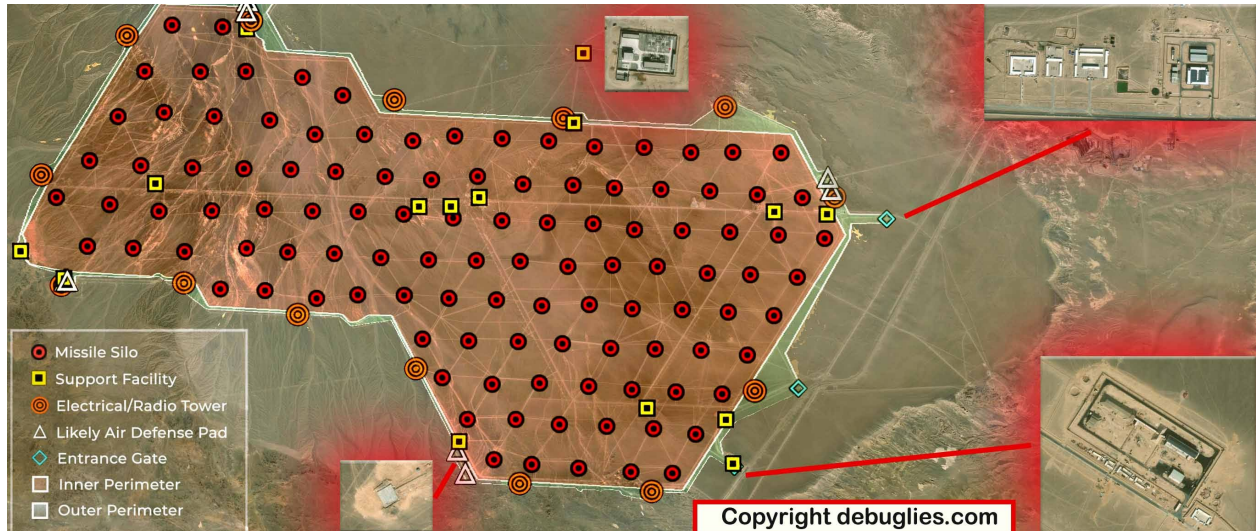 Missile Silo
Support Facility
Electrical/Radio Tower
Likely Air Defense Pad
Entrance Gate
Inner Perimeter
Outer Perimeter
Copyright debuglies.com